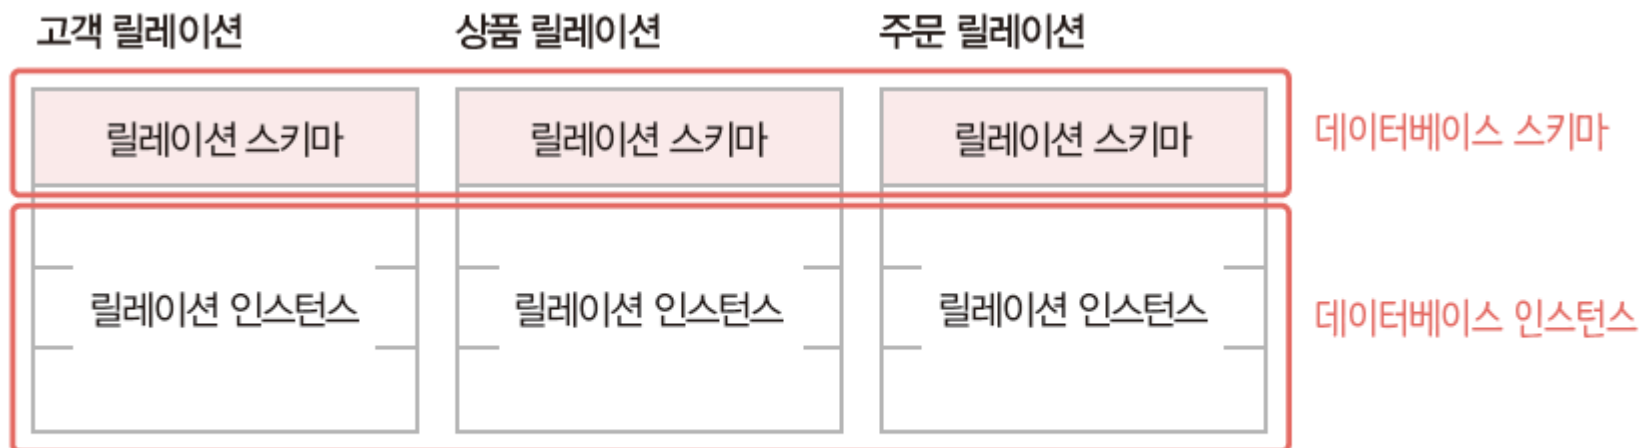 고객 릴레이션
상품 릴레이션
주문 릴레이션
릴레이션 스키마
릴레이션 스키마
릴레이션 스키마
데이터베이스 스키마
릴레이션 인스턴스
릴레이션 인스턴스
릴레이션 인스턴스
데이터베이스 인스턴스